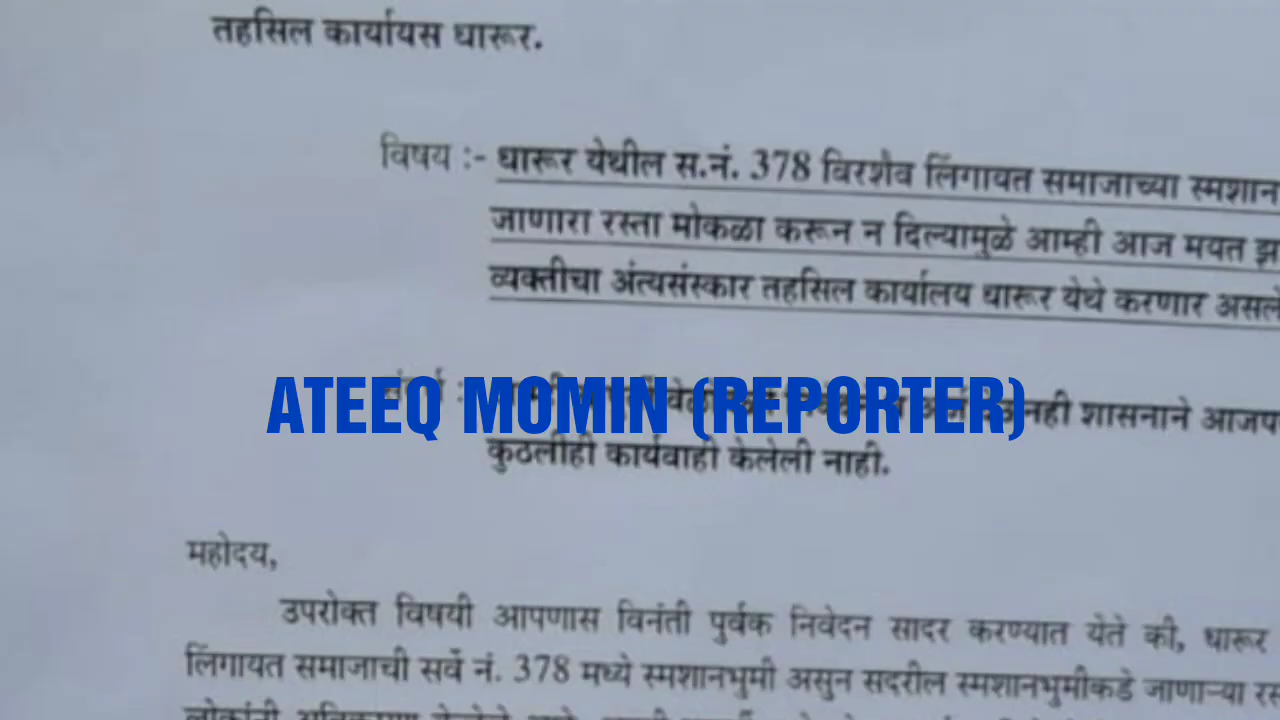 तहसिल कार्यायस धारूर.
विषय :- धारूर येथील स.नं. 378 विरशैव लिंगायत समाजाच्या स्मशान
जाणारा रस्ता मोकळा करून न दिल्यामुळे आम्ही आज मयत झ
व्यक्तीचा अंत्यसंस्कार तहसिल कार्यालय धारूर येथे करणार असले
ATEEQ MOMIN (REPORTER)
शासनाने आजप
कुठलीही कार्यवाही केलेली नाही.
महोदय,
उपरोक्त विषयी आपणास विनंती पुर्वक निवेदन सादर करण्यात येते की, धारूर
लिंगायत समाजाची सर्वे नं. 378 मध्ये स्मशानभुमी असुन सदरील स्मशानभुमीकडे जाणाऱ्या रस